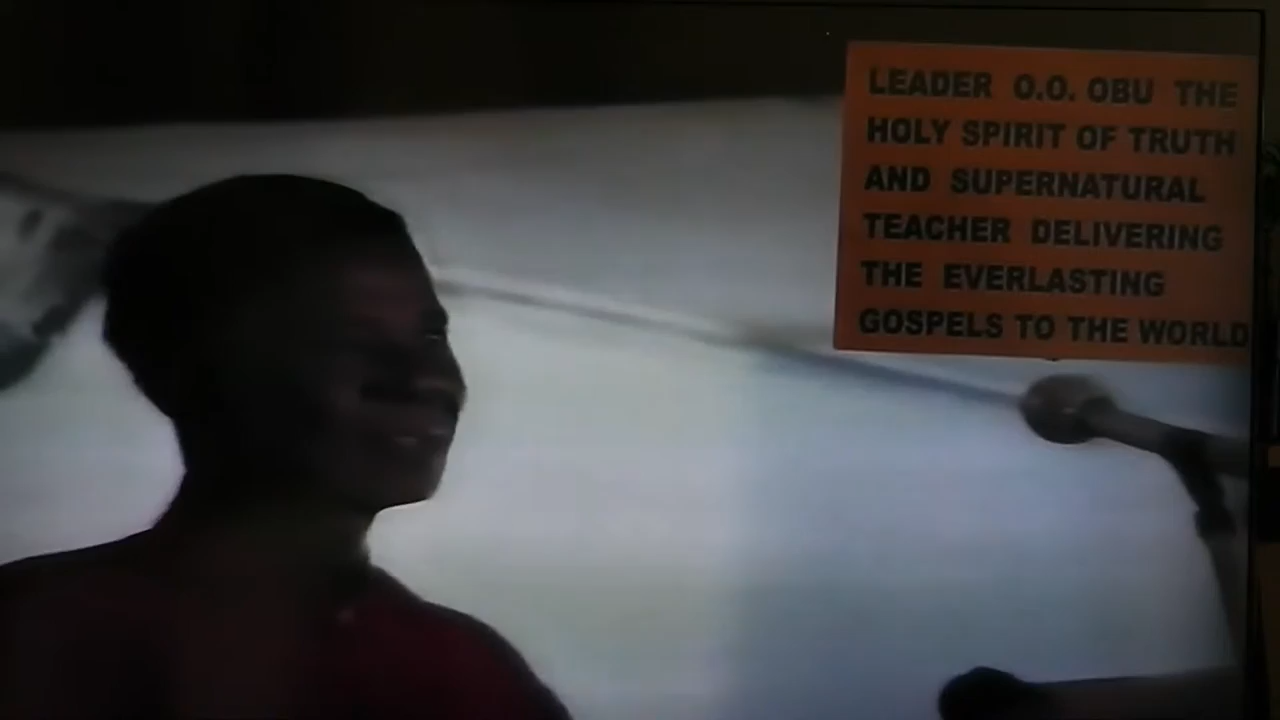 LEADER O.O. OBU THE
HOLY SPIRIT OF TRUTH
AND SUPERNATURAL
TEACHER DELIVERING
THE EVERLASTING
GOSPELS TO THE WORLD